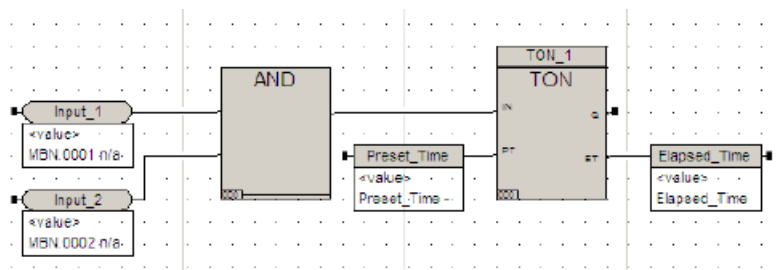 TON_1
AND
TON
Input_1
IN
Q
<value>
MBN.0001 n/a
PT
Preset_Time
ET
Elapsed_Time
<value>
Preset_Time --
<value>
Elapsed_Time
Input_2
<value>
MBN.0002 n/a